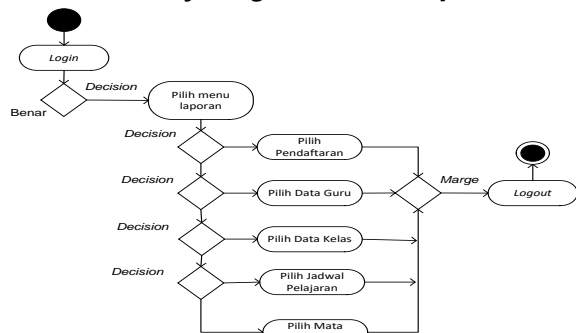 Login
Decision
Benar
Pilih menu
laporan
Decision
Pilih
Pendaftaran
Decision
Pilih Data Guru
Marge
Logout
Decision
Pilih Data Kelas
Decision
Pilih Jadwal
Pelajaran
Pilih Mata